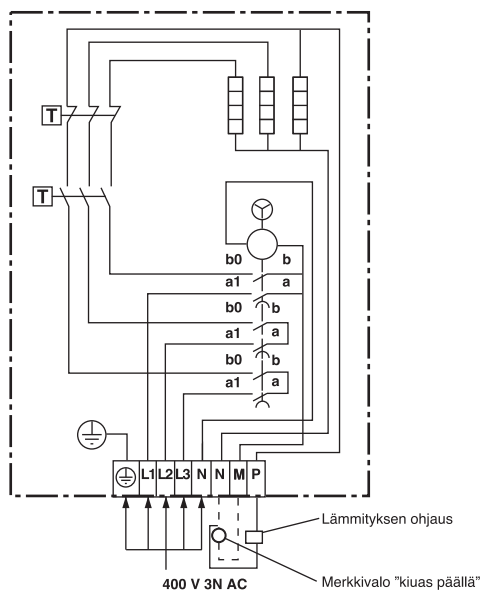 T
T
b0 b
a1 a
b0 b
a1 a
b0 b
a1 a
L1 L2 L3 N N M P
Lämmityksen ohjaus
400 V 3N AC
Merkkivalo ”kiuas päällä”